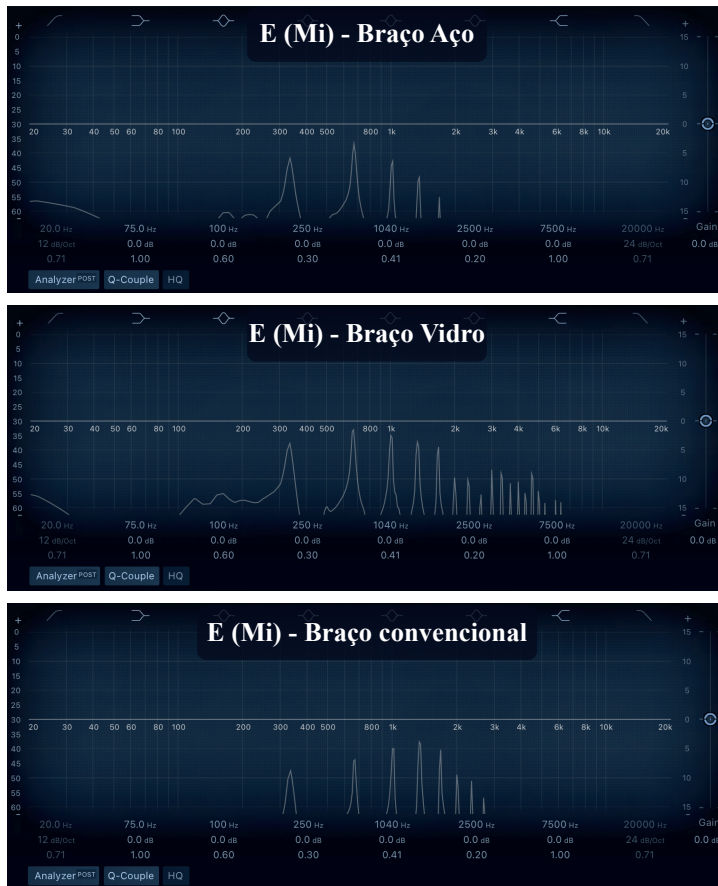 E (Mi) - Braço Aço
+ +
0 15
5
10 10
15
20 5
25
30 0
20 30 40 50 60 80 100 200 300 400 500 800 1k 2k 3k 4k 6k 8k 10k 20k
35
40 5
45
50 10
55
60 15
- -
20.0 Hz 75.0 Hz 100 Hz 250 Hz 1040 Hz 2500 Hz 7500 Hz 20000 Hz Gain
12 dB/Oct 0.0 dB 0.0 dB 0.0 dB 0.0 dB 0.0 dB 0.0 dB 24 dB/Oct 0.0 dB
0.71 1.00 0.60 0.30 0.41 0.20 1.00 0.71
Analyzer POST Q-Couple HQ
E (Mi) - Braço Vidro
+ +
0 15
5
10 10
15
20 5
25
30 0
20 30 40 50 60 80 100 200 300 400 500 800 1k 2k 3k 4k 6k 8k 10k 20k
35
40 5
45
50 10
55
60 15
- -
20.0 Hz 75.0 Hz 100 Hz 250 Hz 1040 Hz 2500 Hz 7500 Hz 20000 Hz Gain
12 dB/Oct 0.0 dB 0.0 dB 0.0 dB 0.0 dB 0.0 dB 0.0 dB 24 dB/Oct 0.0 dB
0.71 1.00 0.60 0.30 0.41 0.20 1.00 0.71
Analyzer POST Q-Couple HQ
E (Mi) - Braço convencional
+ +
0 15
5
10 10
15
20 5
25
30 0
20 30 40 50 60 80 100 200 300 400 500 800 1k 2k 3k 4k 6k 8k 10k 20k
35
40 5
45
50 10
55
60 15
- -
20.0 Hz 75.0 Hz 100 Hz 250 Hz 1040 Hz 2500 Hz 7500 Hz 20000 Hz Gain
12 dB/Oct 0.0 dB 0.0 dB 0.0 dB 0.0 dB 0.0 dB 0.0 dB 24 dB/Oct 0.0 dB
0.71 1.00 0.60 0.30 0.41 0.20 1.00 0.71
Analyzer POST Q-Couple HQ